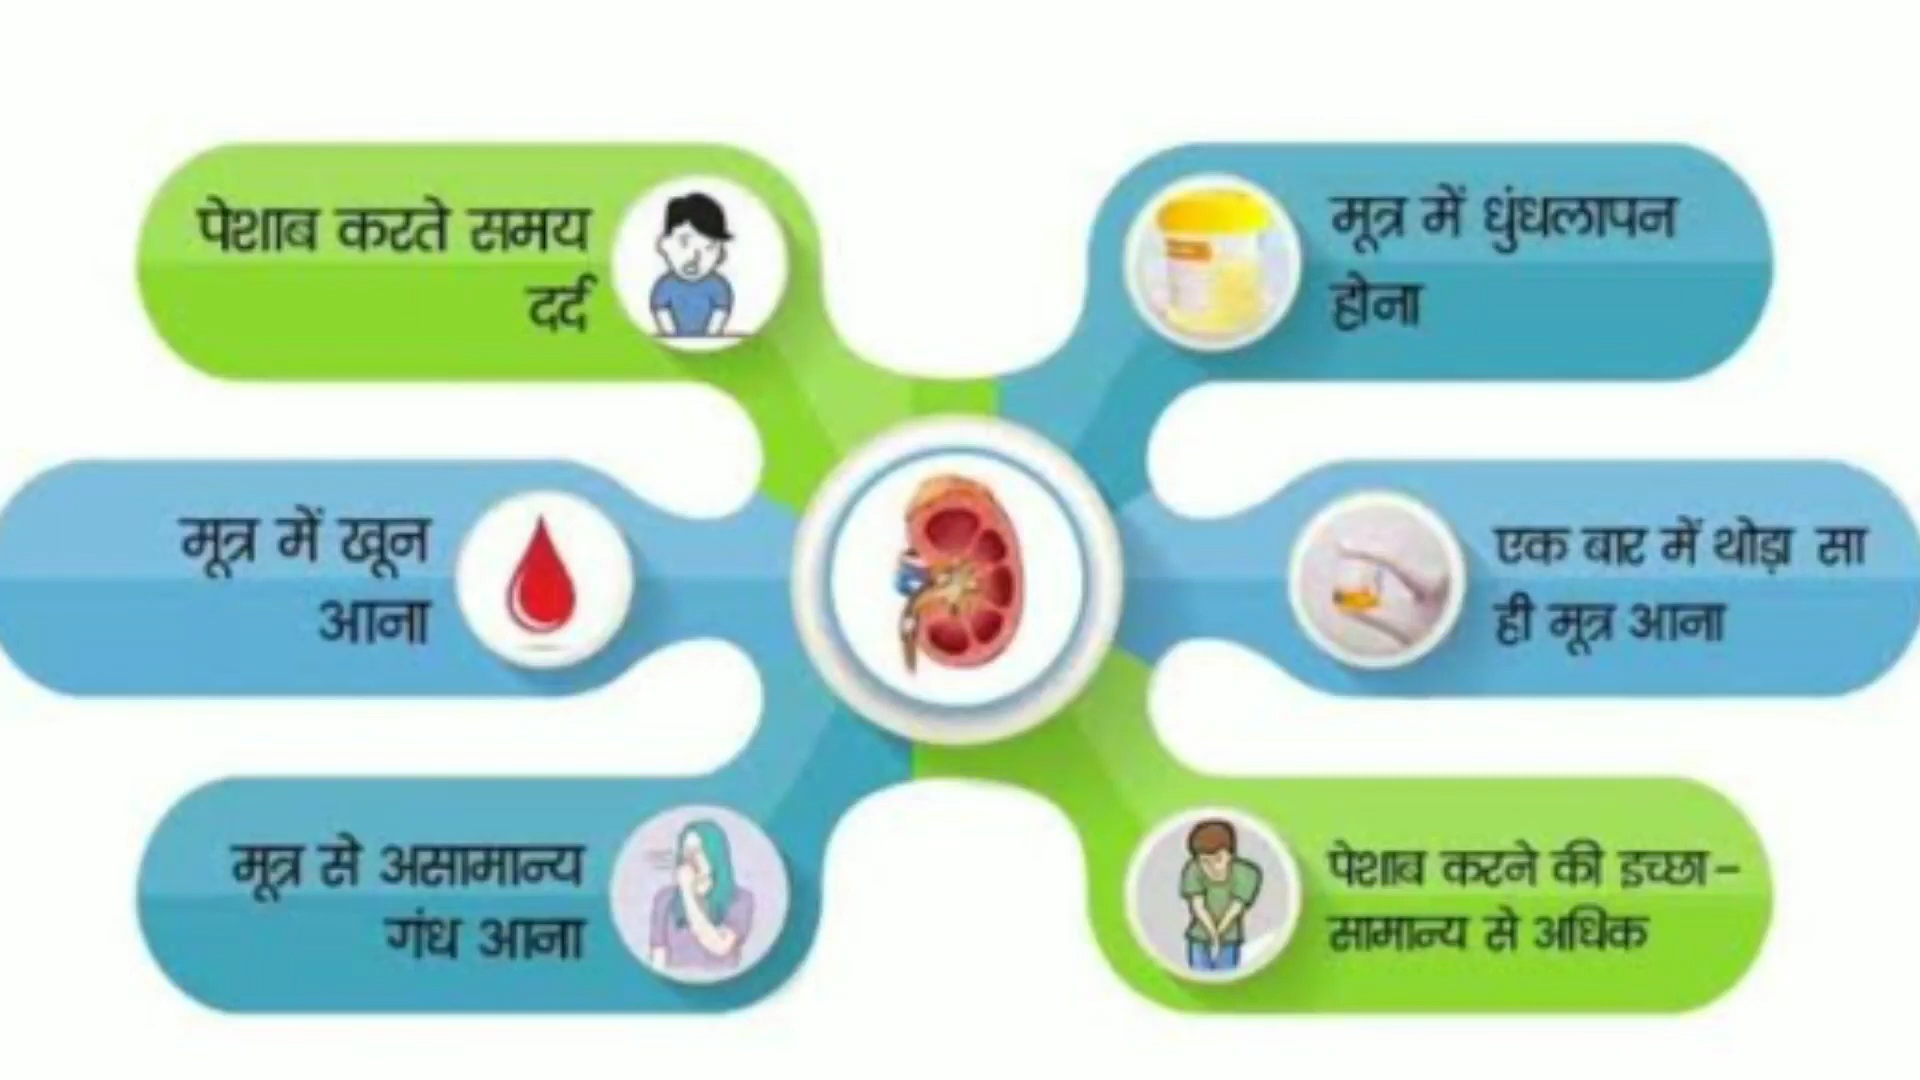 पेशाब करते समय
दर्द
मूत्र में धुंधलापन
होना
मूत्र में खून
आना
एक बार में थोड़ा सा
ही मूत्र आना
मूत्र से असामान्य
गंध आना
पेशाब करने की इच्छा-
सामान्य से अधिक